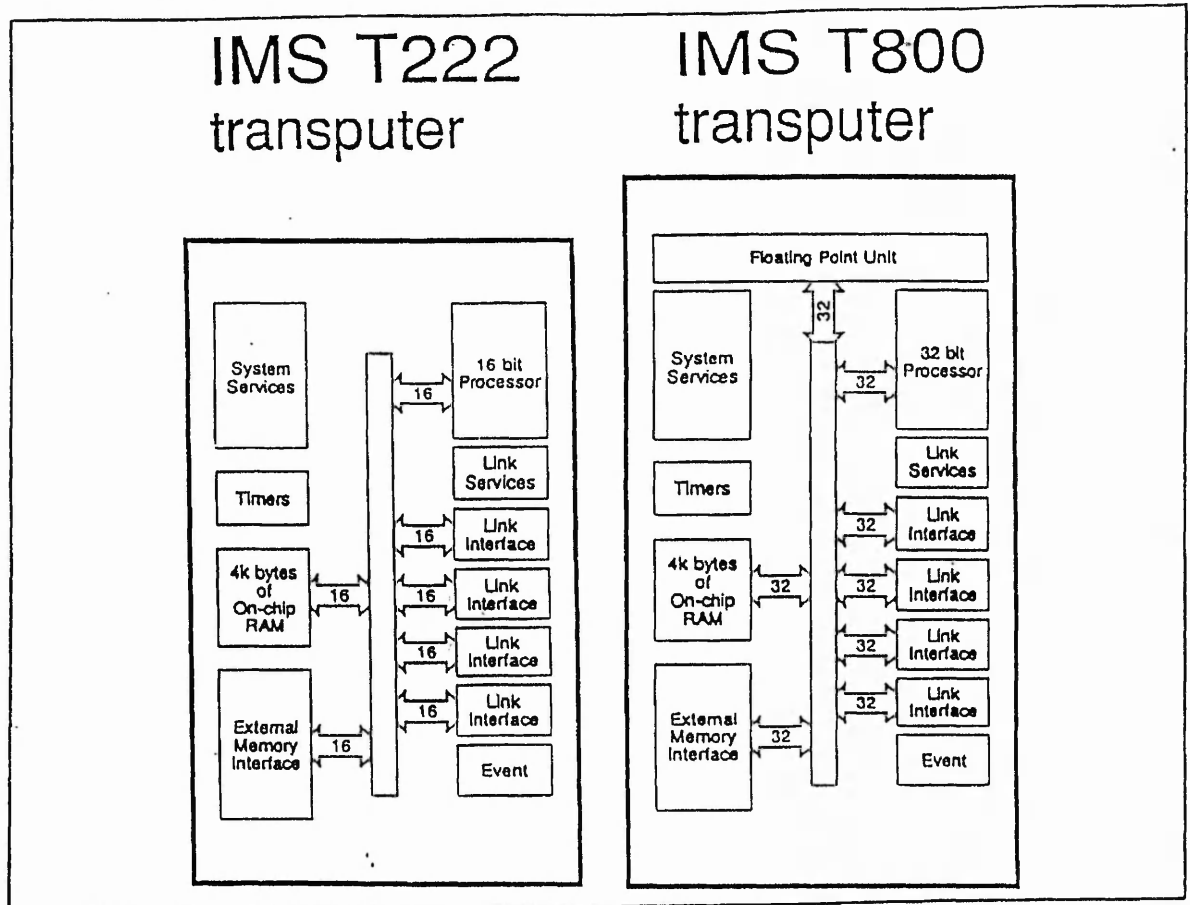 IMS T222
transputer
System
Services
16 bit
Processor
16
Link
Services
Timers
16
Link
Interface
4k bytes
of
On-chip
RAM
16
16
Link
Interface
16
Link
Interface
16
Link
Interface
External
Memory
Interface
16
Event
IMS T800
transputer
Floating Point Unit
32
System
Services
32 bit
Processor
32
Link
Services
Timers
32
Link
Interface
4k bytes
of
On-chip
RAM
32
32
Link
Interface
32
Link
Interface
32
Link
Interface
External
Memory
Interface
32
Event